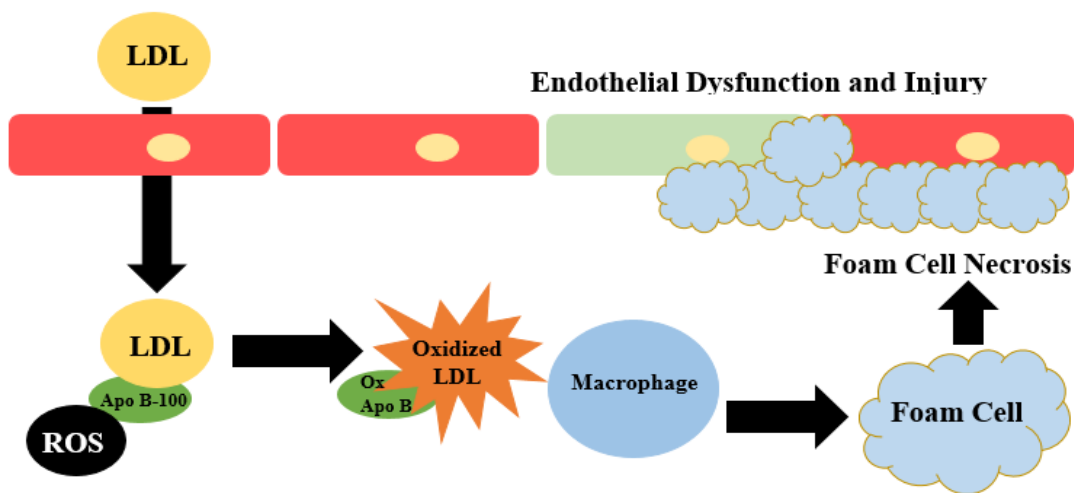 LDL
Endothelial Dysfunction and Injury
Foam Cell Necrosis
LDL
Apo B-100
ROS
Oxidized
LDL
Ox
Apo B
Macrophage
Foam Cell